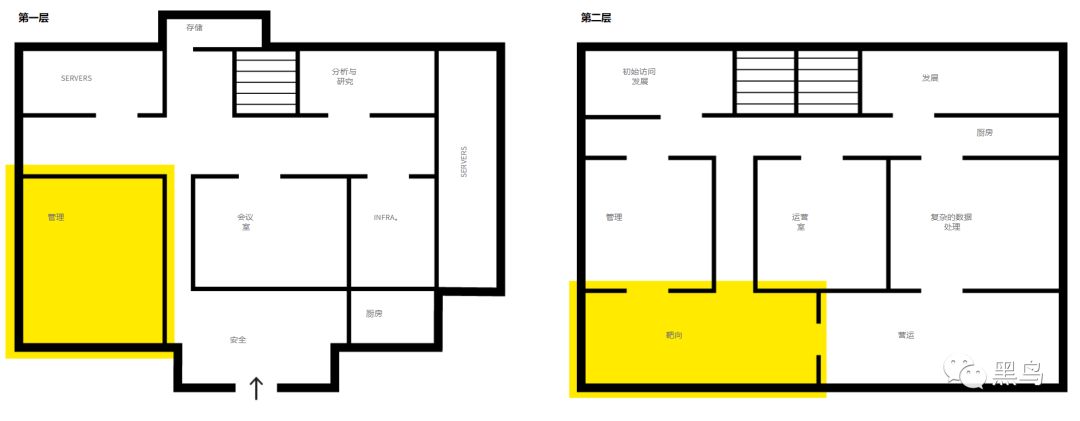 第一层
存储
SERVERS
分析与
研究
SERVERS
管理
会议
室
INFRA。
厨房
安全
第二层
初始访问
发展
发展
厨房
管理
运营
室
复杂的数据
处理
靶向
营运
黑鸟